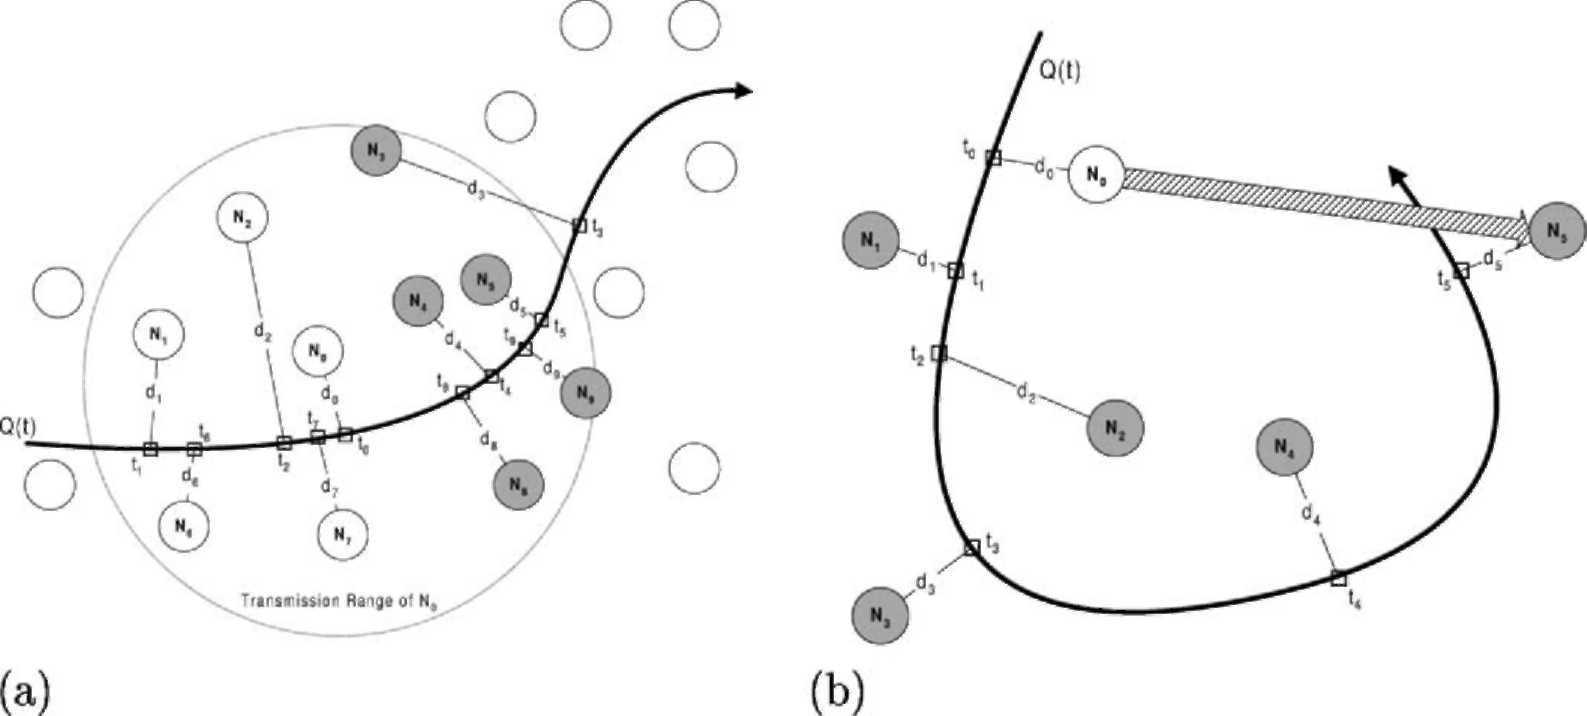 N₃
d₃
t₃
N₂
N₅
N₄
d₅
t₅
N₁
d₂
N₀
d₄
t₉
d₉
t₄
d₁
d₀
t₈
N₉
Q(t)
t₆
t₇
t₀
t₁
t₂
d₈
d₆
d₇
N₈
N₆
N₇
Transmission Range of N₀
(a)
Q(t)
t₀
d₀
N₀
N₁
d₁
t₁
N₅
d₅
t₅
t₂
d₂
N₂
N₄
d₄
t₃
d₃
N₃
t₄
(b)